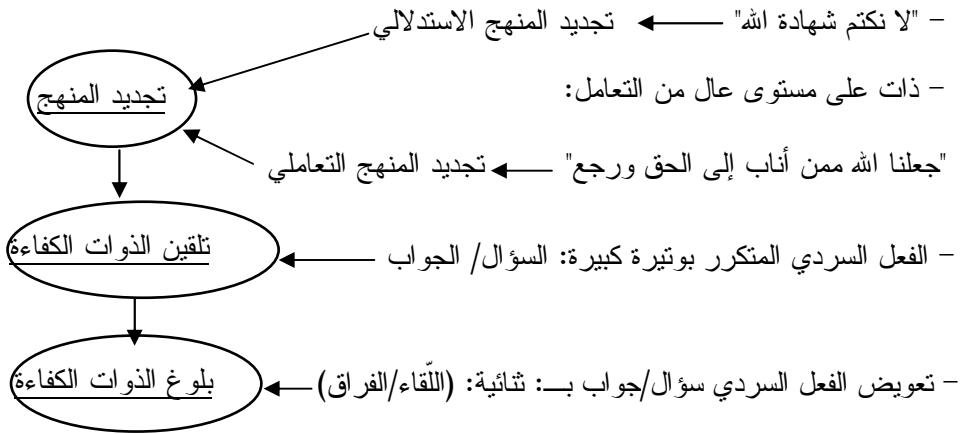 – "لا نكتم شهادة الله" تجديد المنهج الاستدلالي
تجديد المنهج
– ذات على مستوى عال من التعامل:
"جعلنا الله ممن أناب إلى الحق ورجع" تجديد المنهج التعاملي
– الفعل السردي المتكرر بوتيرة كبيرة: السؤال/ الجواب تلقين الذوات الكفاءة
– تعويض الفعل السردي سؤال/جواب بــ: ثنائية: (اللّقاء/الفراق) بلوغ الذوات الكفاءة